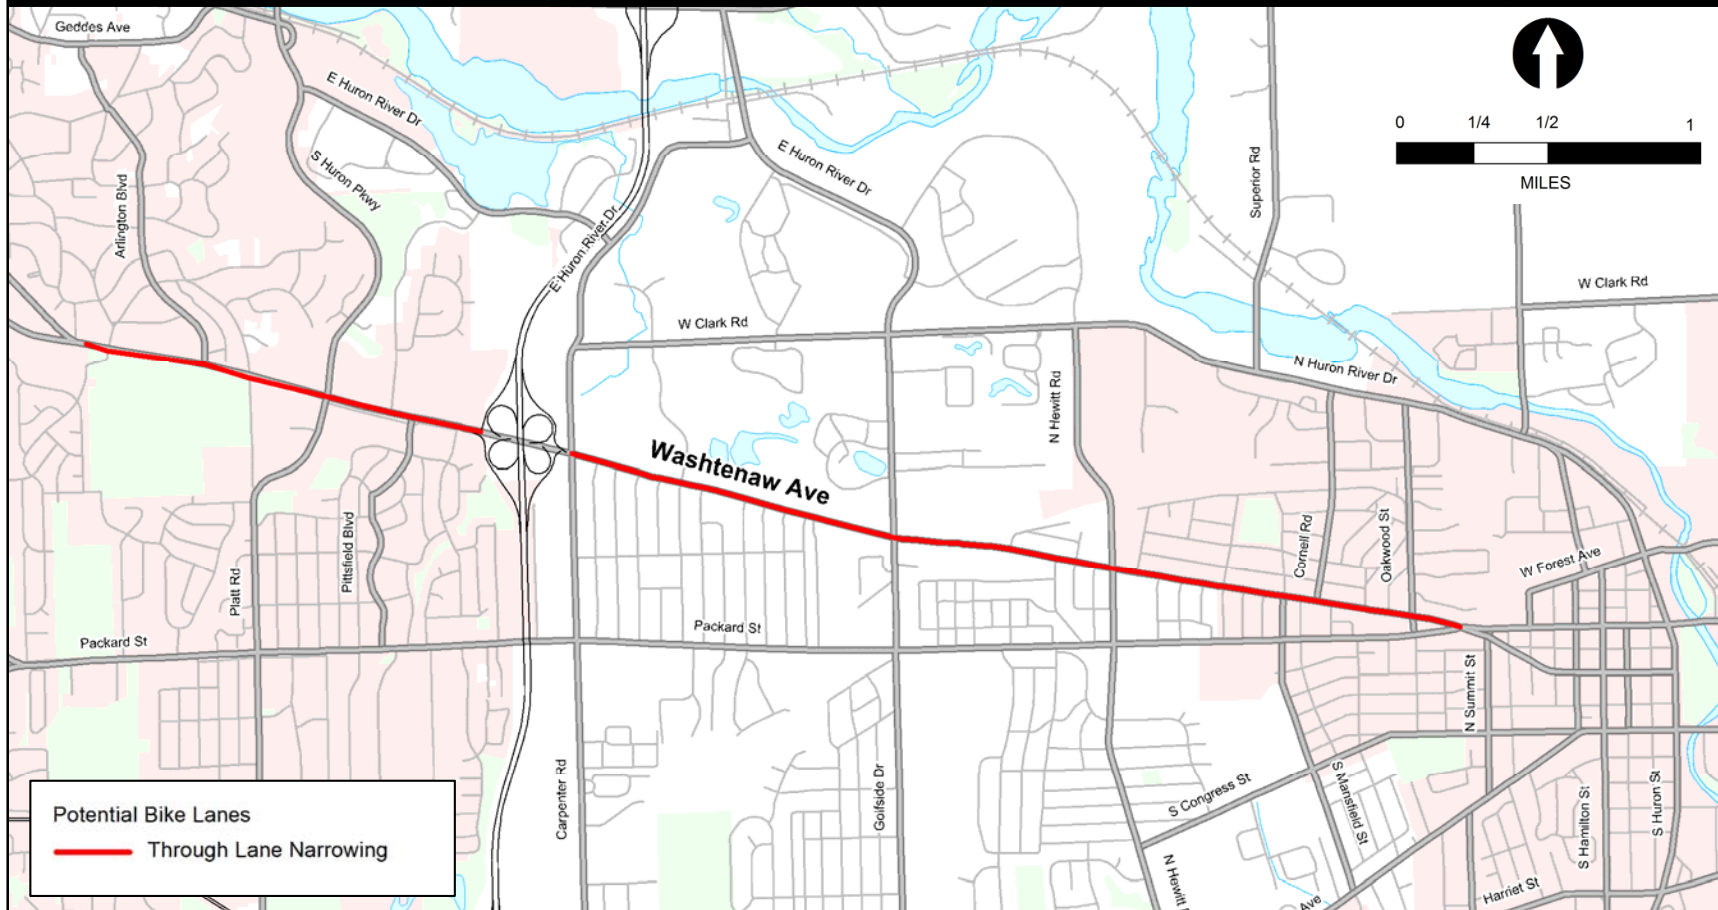 Geddes Ave
E Huron River Dr
S Huron Pkwy
Arlington Blvd
E Huron River Dr
E Huron River Dr
Superior Rd
0 1/4 1/2 1
MILES
W Clark Rd
W Clark Rd
N Huron River Dr
N Hewitt Rd
Washtenaw Ave
Cornell Rd
Oakwood St
W Forest Ave
Platt Rd
Pittsfield Blvd
Packard St
Packard St
N Summit St
Carpenter Rd
Golfside Dr
S Congress St
S Mansfield St
S Hamilton St
S Huron St
N Hewitt
Harriet St
Ave
Potential Bike Lanes
Through Lane Narrowing